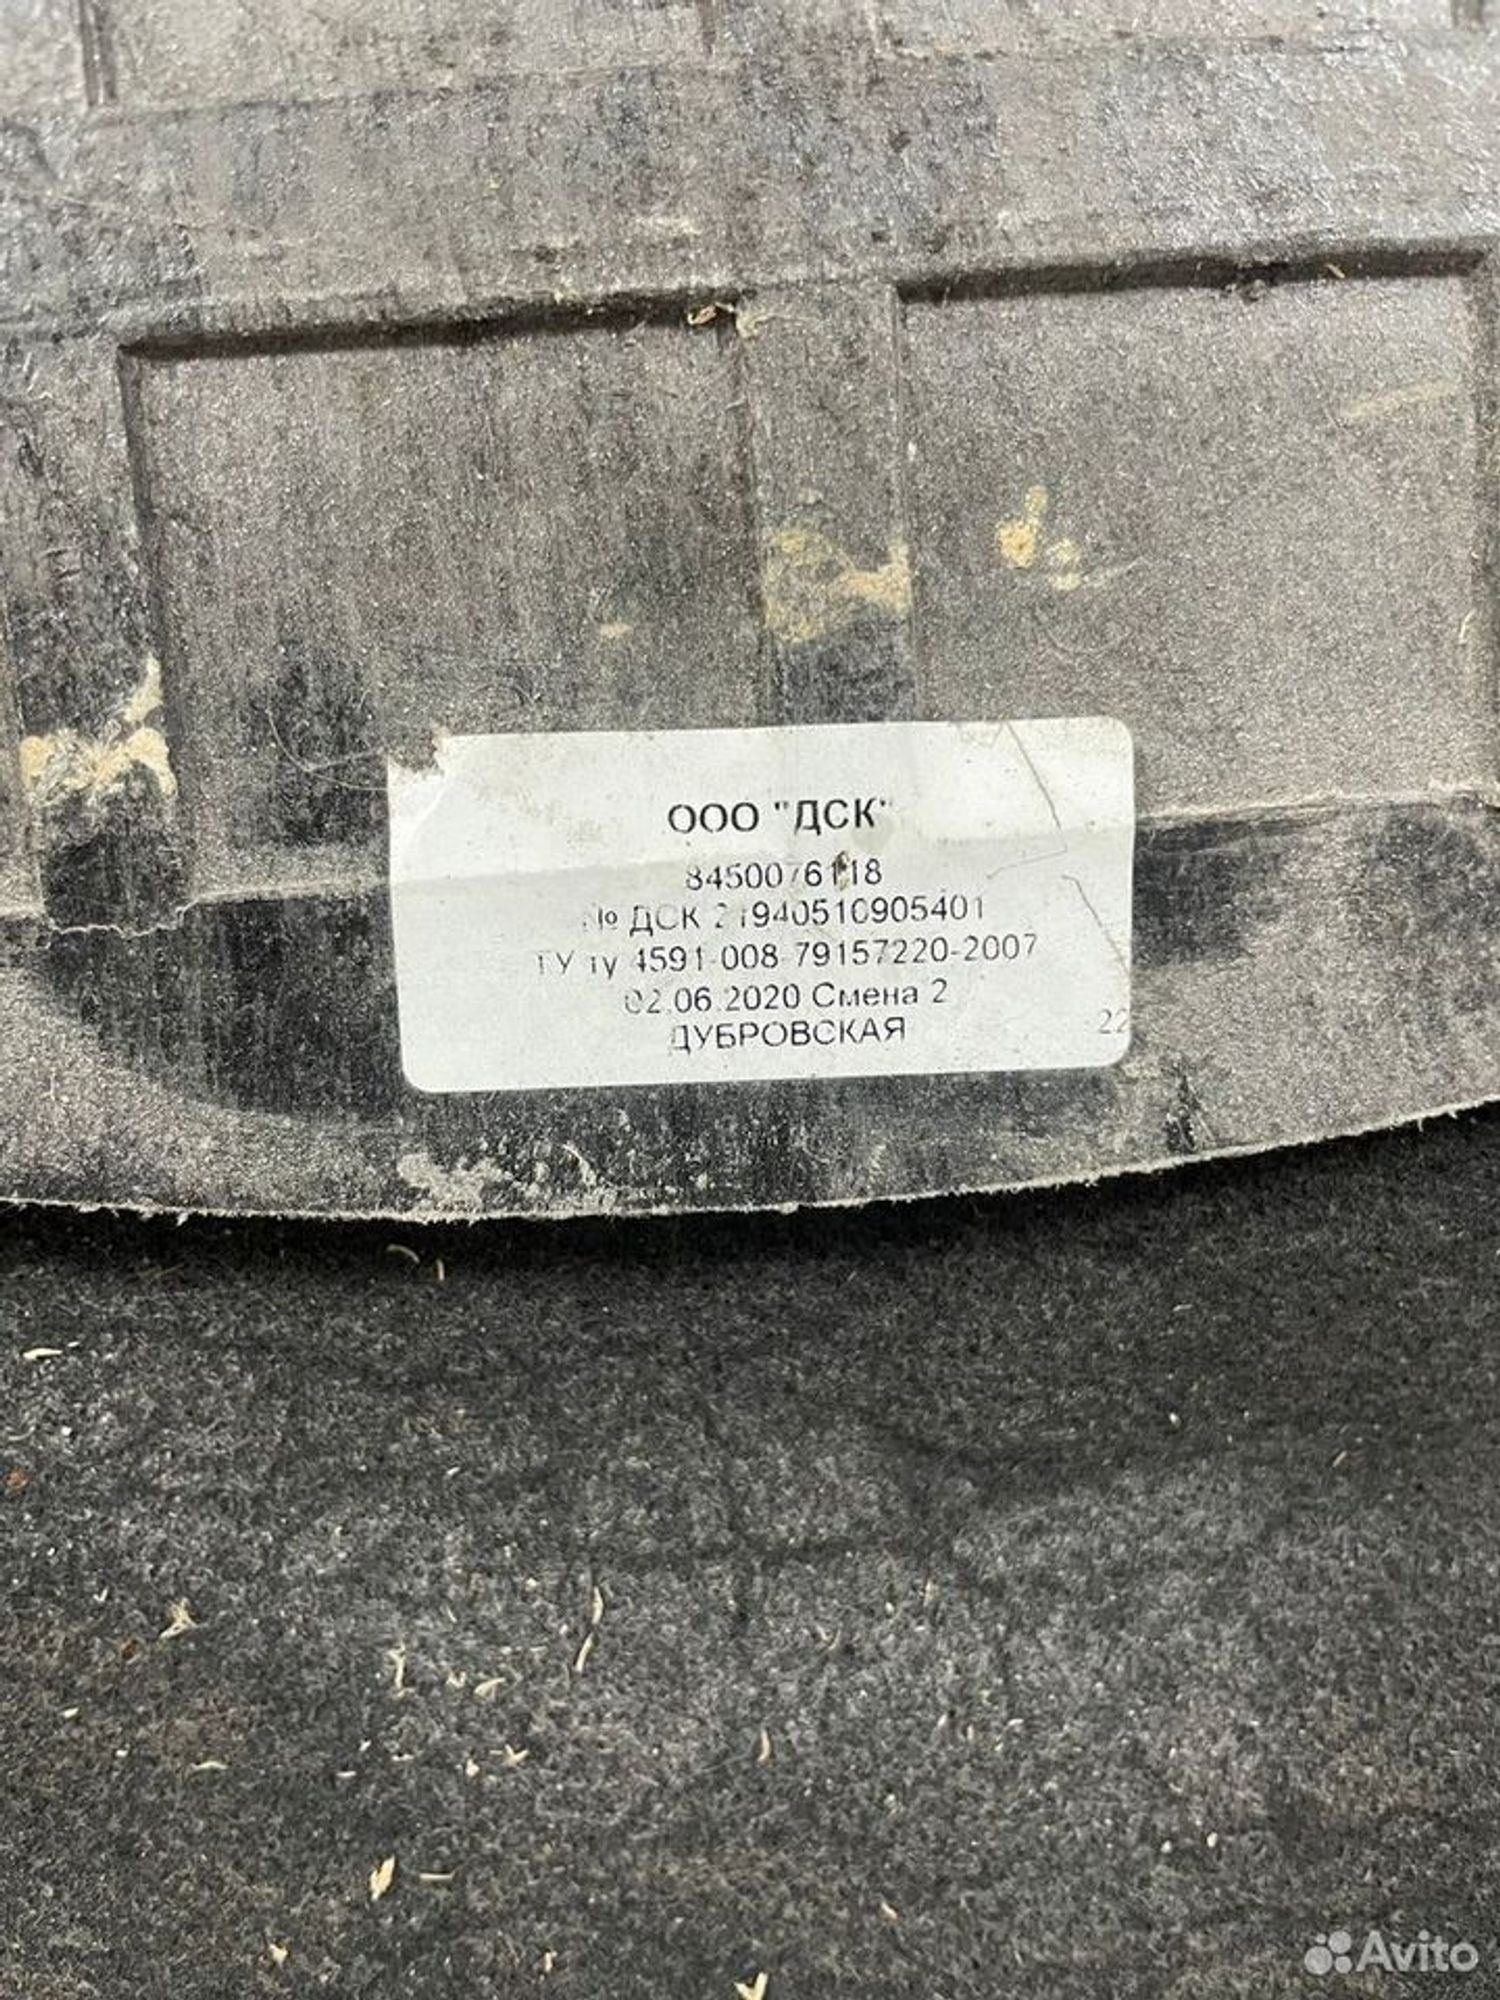 ООО "ДСК"
8450076118
№ ДСК 21940510905401
ТУ ту 4591-008-79157220-2007
02.06.2020 Смена 2
ДУБРОВСКАЯ
22
Avito